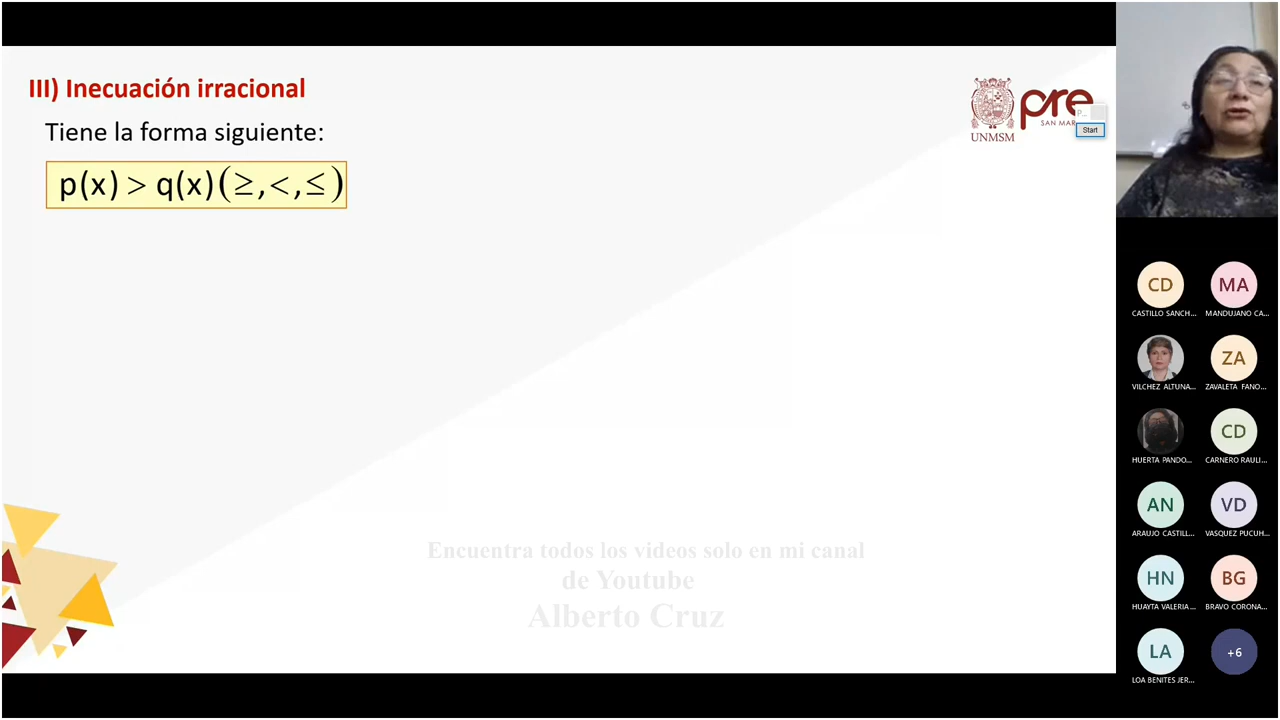 III) Inecuación irracional
Tiene la forma siguiente:
p(x) > q(x) (≥, <, ≤)
UNMSM
pre
SAN MAR
P...
Start
Encuentra todos los videos solo en mi canal
de Youtube
Alberto Cruz
CD
MA
CASTILLO SANCH...
MANDUJANO CA...
ZA
VILCHEZ ALTUNA...
ZAVALETA FANO...
CD
HUERTA PANDO...
CARNERO RAULI...
AN
VD
ARAUJO CASTILL...
VASQUEZ PUCUH...
HN
BG
HUAYTA VALERIA...
BRAVO CORONA...
LA
+6
LOA BENITES JER...